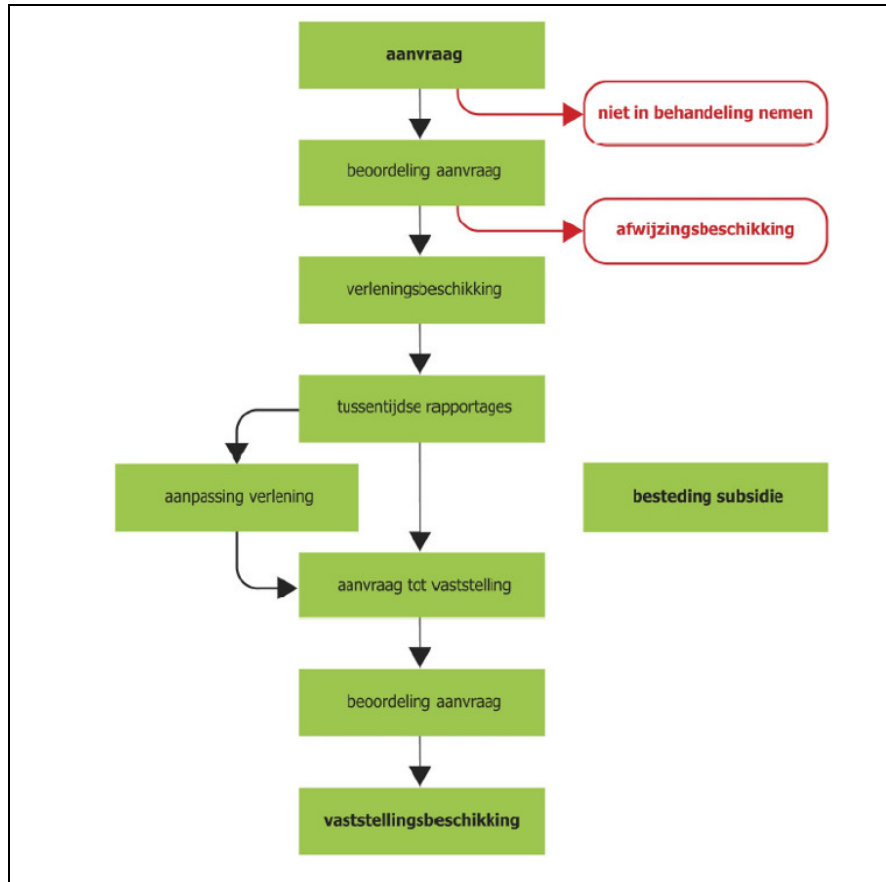 aanvraag
niet in behandeling nemen
beoordeling aanvraag
afwijzingsbeschikking
verleningsbeschikking
tussentijdse rapportages
aanpassing verlening
besteding subsidie
aanvraag tot vaststelling
beoordeling aanvraag
vaststellingsbeschikking